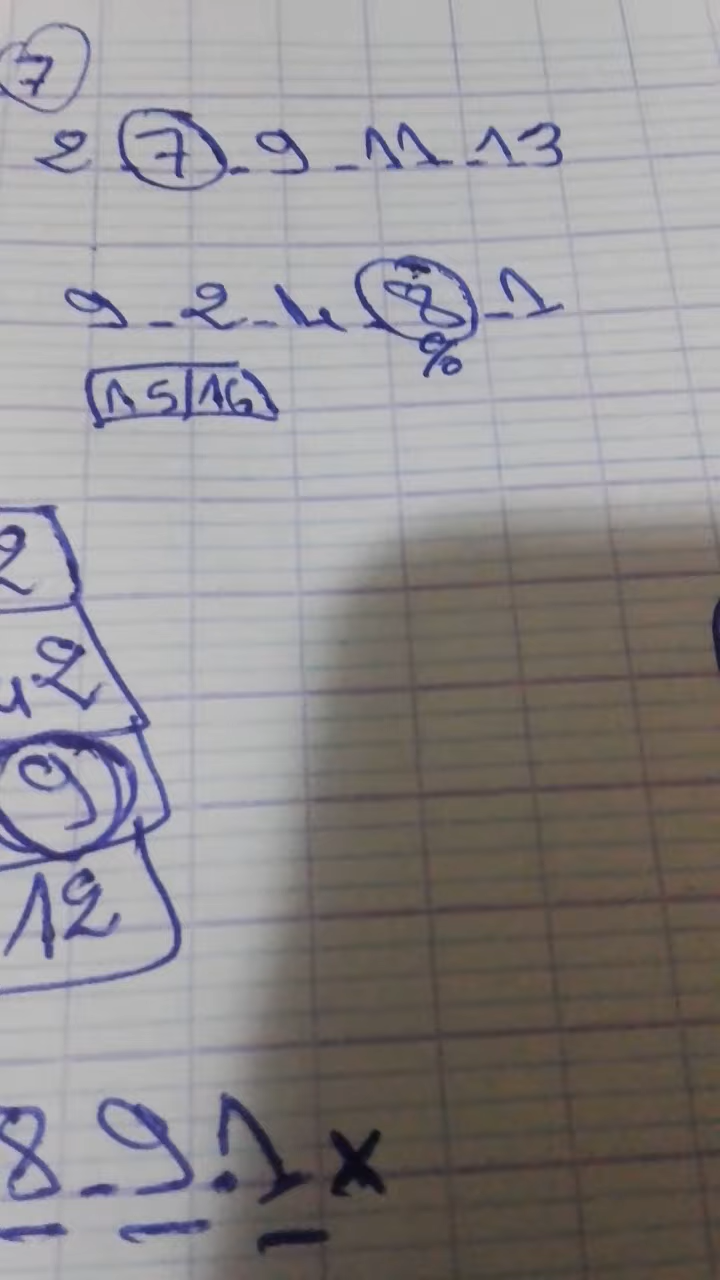 7
2 7 - 9 - 11 - 13
9 - 2 - 4 - 8 - 1
%
15|16
2
42
9
12
8 - 9.1 x